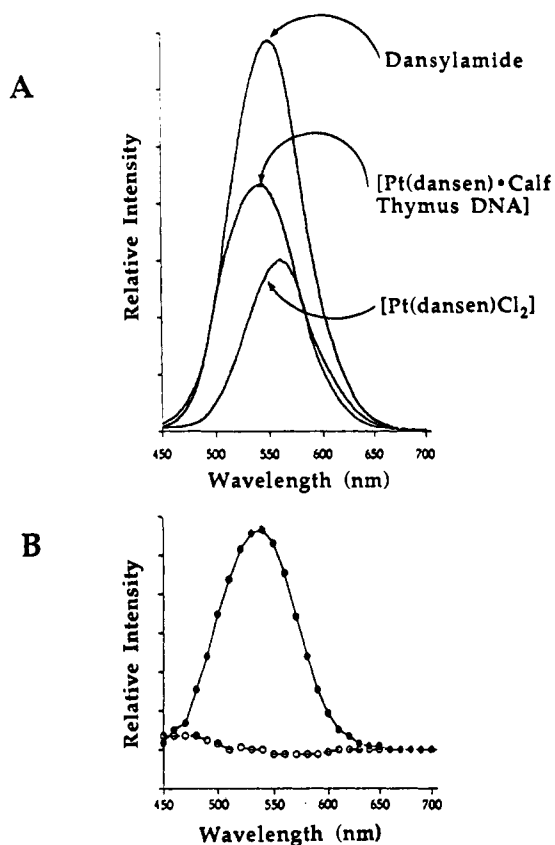 A
Dansylamide
[Pt(dansen)•Calf
Thymus DNA]
[Pt(dansen)Cl₂]
Relative Intensity
450 500 550 600 650 700
Wavelength (nm)
B
Relative Intensity
450 500 550 600 650 700
Wavelength (nm)